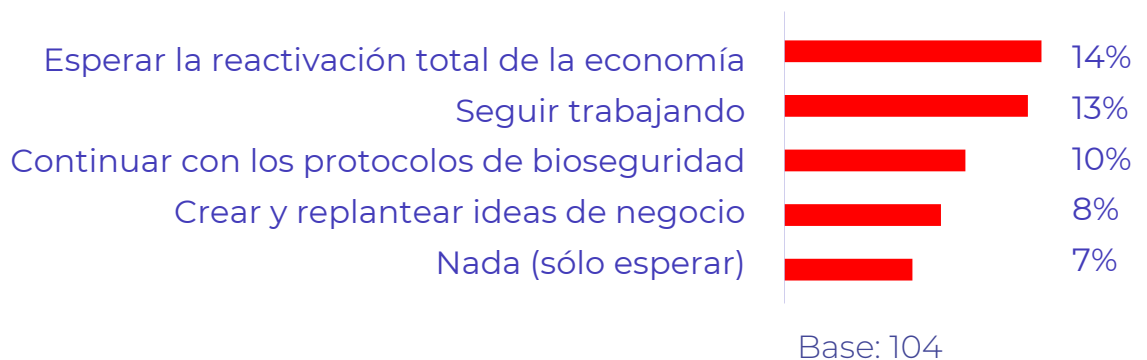 Esperar la reactivación total de la economía 14%
Seguir trabajando 13%
Continuar con los protocolos de bioseguridad 10%
Crear y replantear ideas de negocio 8%
Nada (sólo esperar) 7%
Base: 104